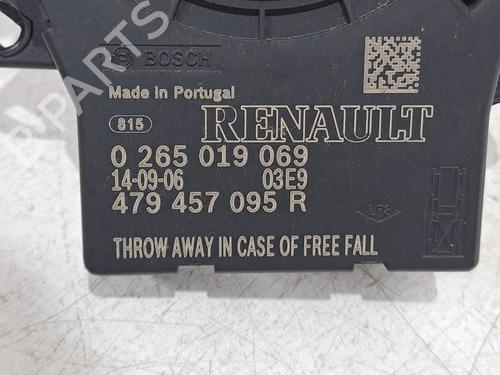 BOSCH
Made in Portugal
815 RENAULT
0 265 019 069
14-09-06 03E9
479 457 095 R
THROW AWAY IN CASE OF FREE FALL